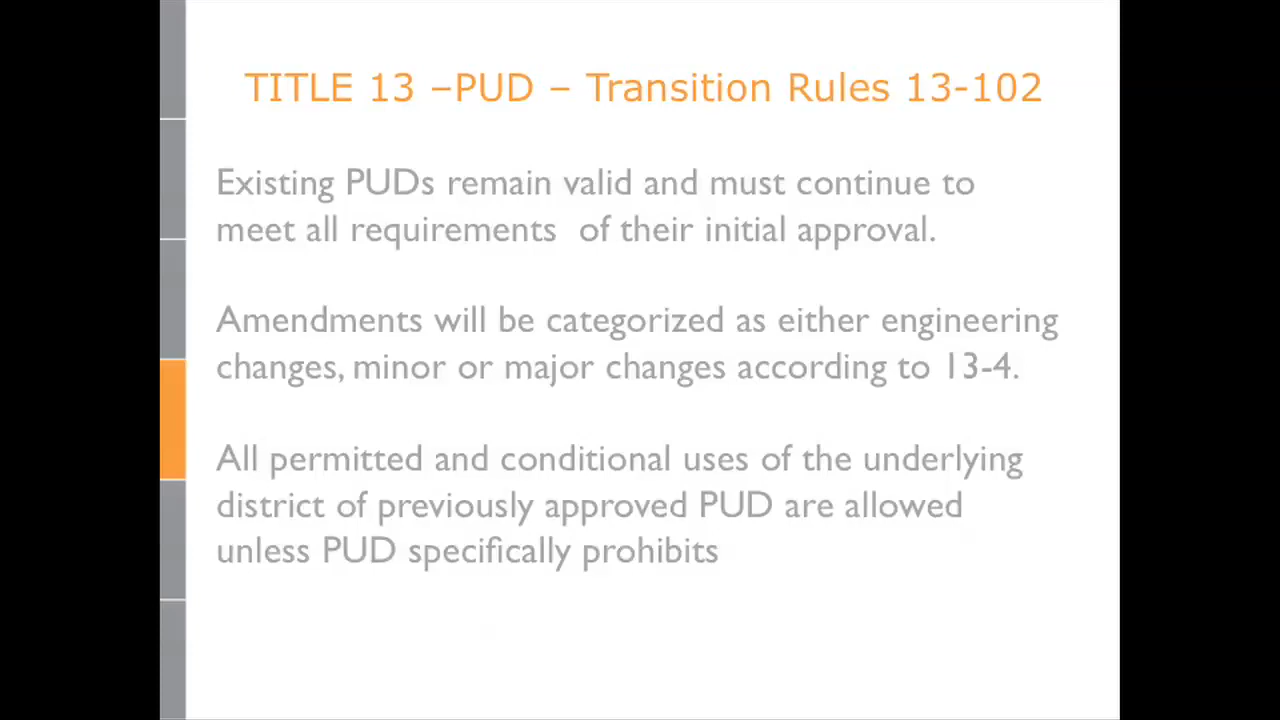 TITLE 13 –PUD – Transition Rules 13-102
Existing PUDs remain valid and must continue to
meet all requirements  of their initial approval.
Amendments will be categorized as either engineering
changes, minor or major changes according to 13-4.
All permitted and conditional uses of the underlying
district of previously approved PUD are allowed
unless PUD specifically prohibits